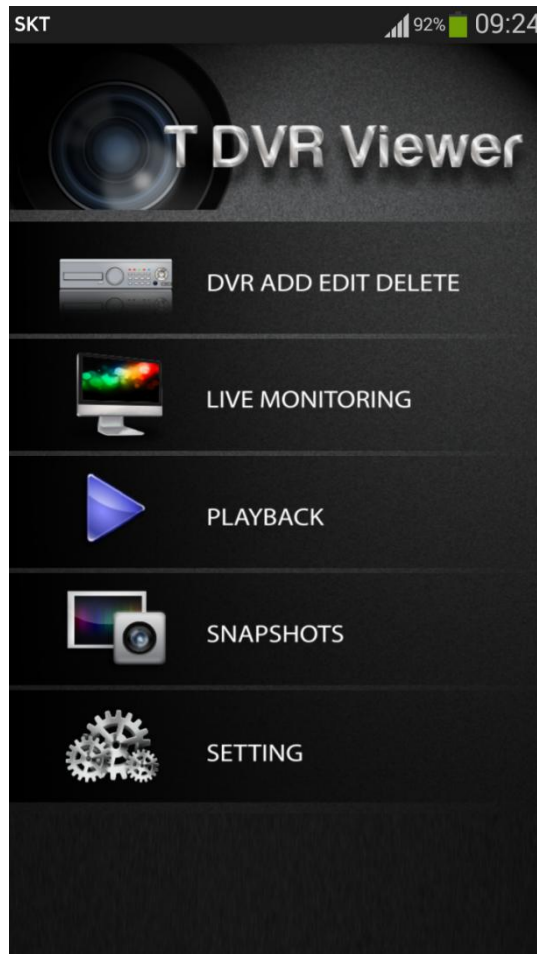 SKT 92% 09:24
T DVR Viewer
DVR ADD EDIT DELETE
LIVE MONITORING
PLAYBACK
SNAPSHOTS
SETTING